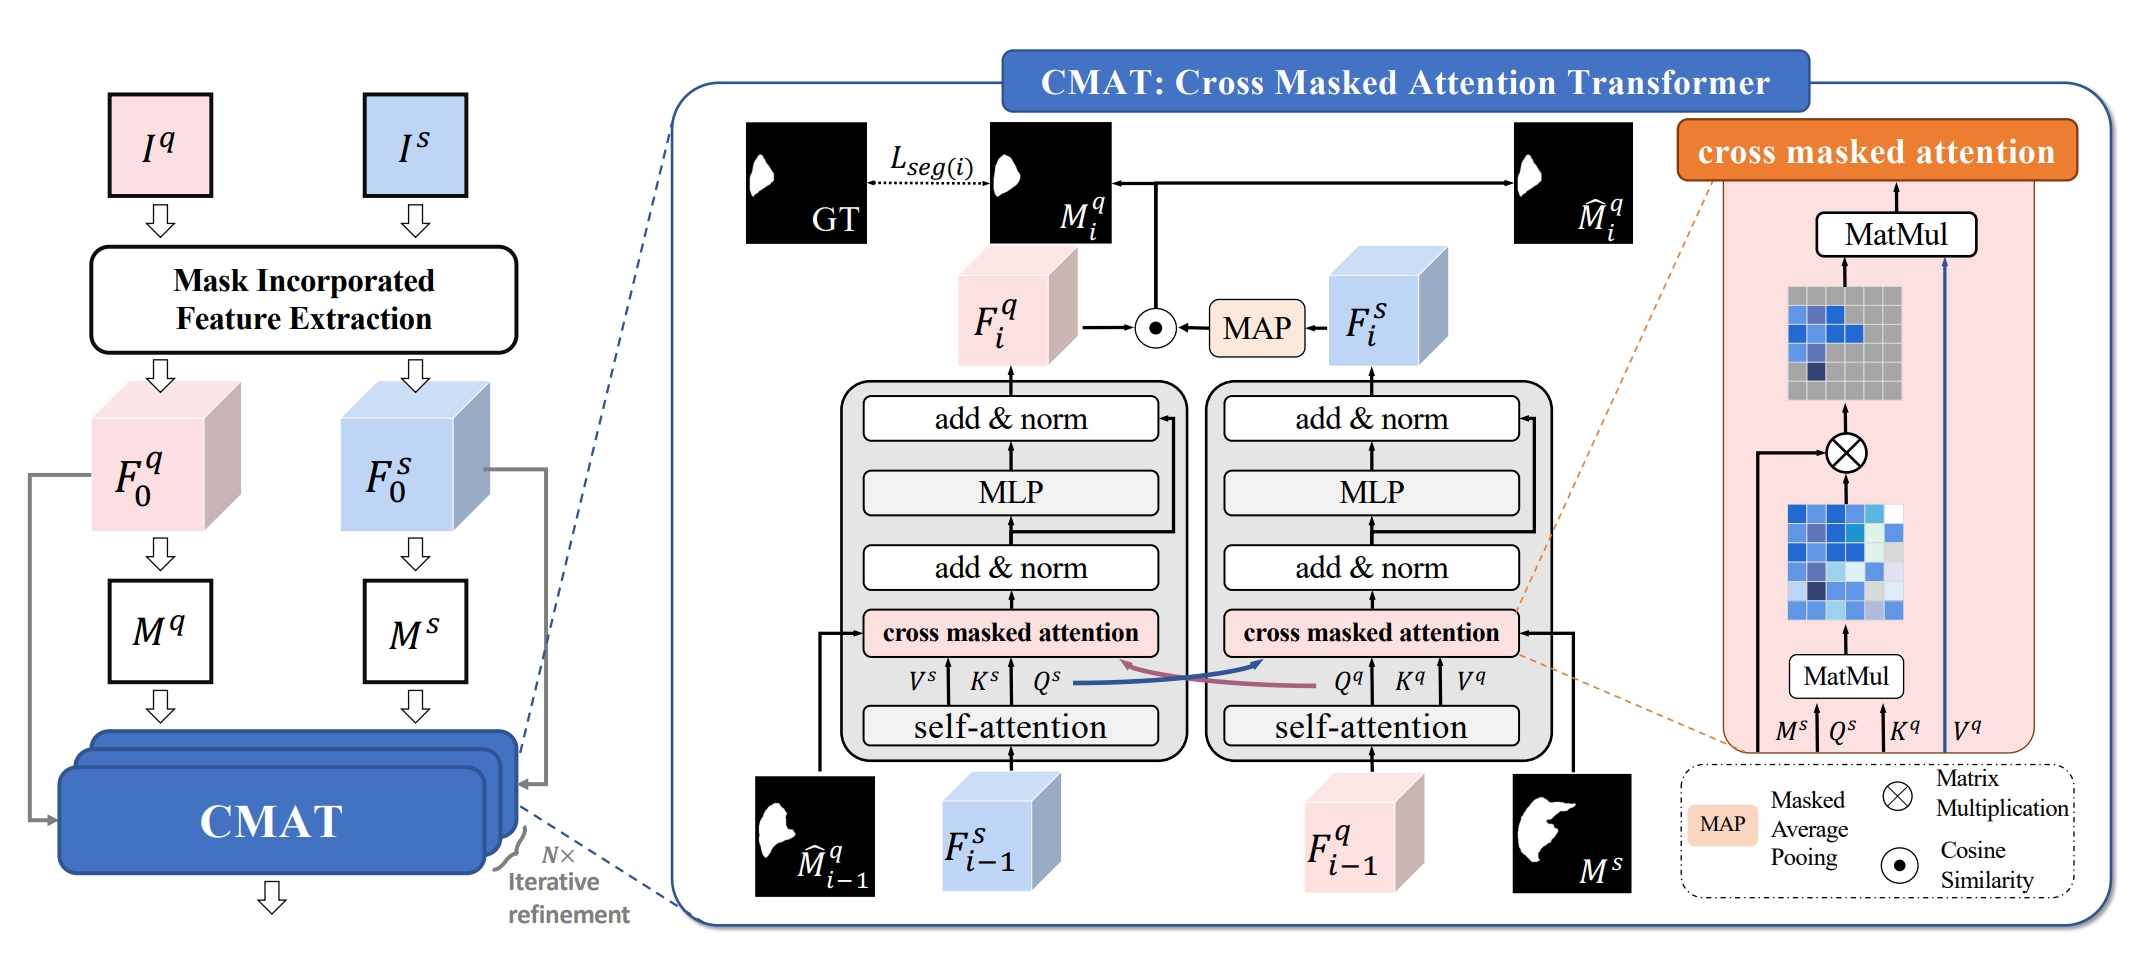 I^q
I^s
Mask Incorporated
Feature Extraction
F_0^q
F_0^s
M^q
M^s
CMAT
N×
Iterative
refinement
CMAT: Cross Masked Attention Transformer
GT
L_{seg(i)}
M_i^q
\hat{M}_i^q
F_i^q
MAP
F_i^s
add & norm
MLP
add & norm
cross masked attention
V^s
K^s
Q^s
self-attention
add & norm
MLP
add & norm
cross masked attention
Q^q
K^q
V^q
self-attention
\hat{M}_{i-1}^q
F_{i-1}^s
F_{i-1}^q
M^s
cross masked attention
MatMul
MatMul
M^s
Q^s
K^q
V^q
MAP
Masked
Average
Pooing
Matrix
Multiplication
Cosine
Similarity